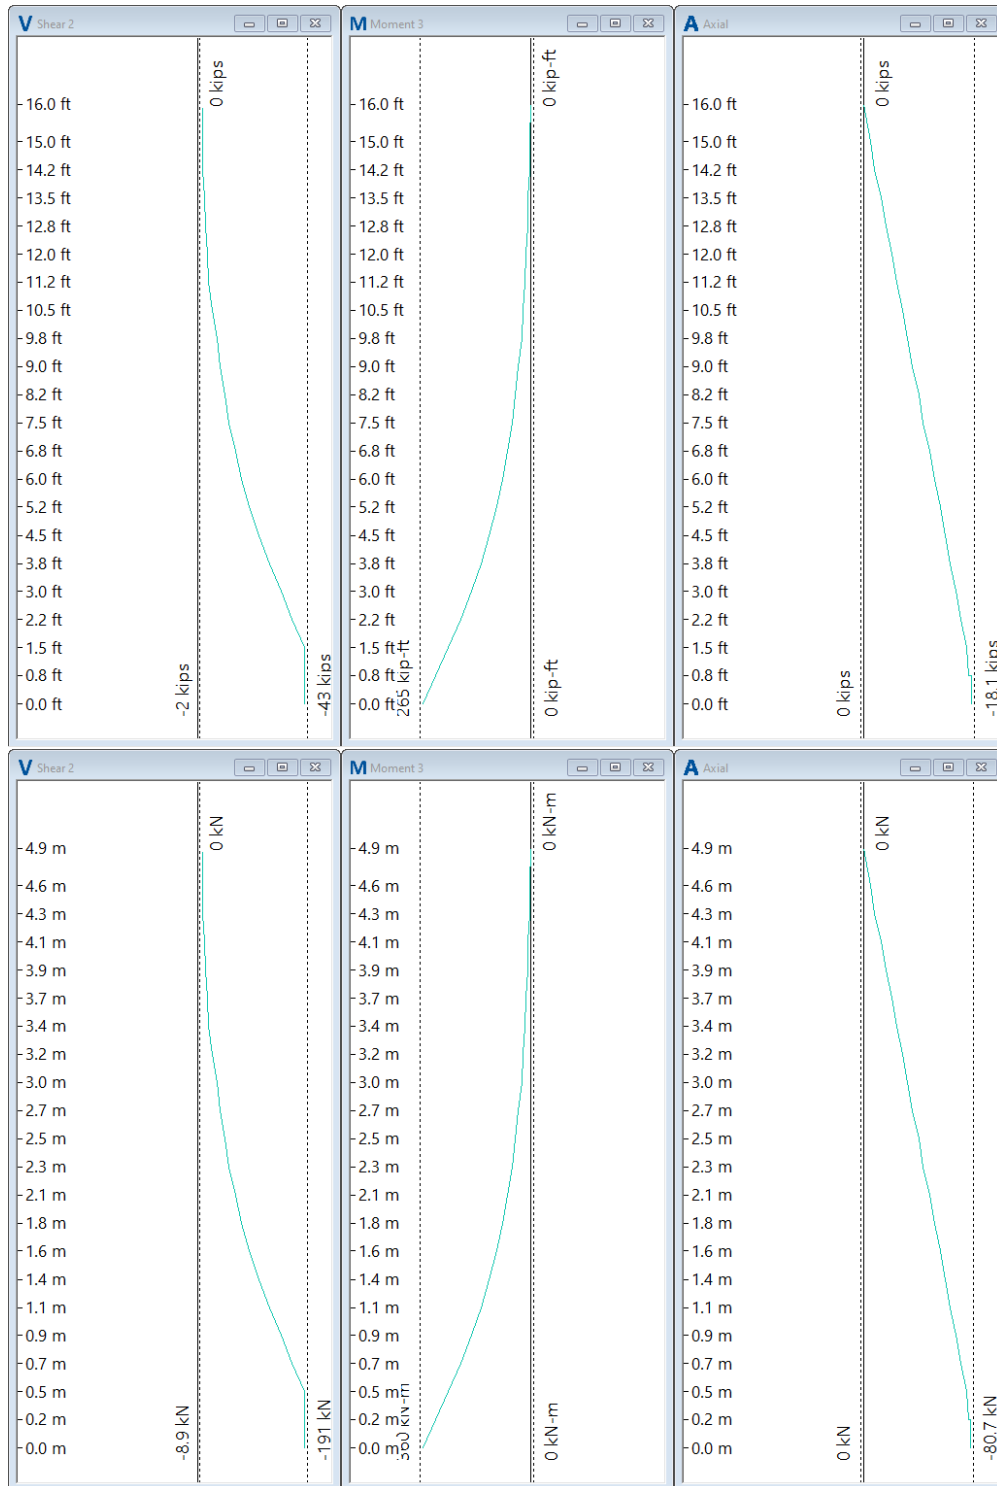 V Shear 2
0 kips
16.0 ft
15.0 ft
14.2 ft
13.5 ft
12.8 ft
12.0 ft
11.2 ft
10.5 ft
9.8 ft
9.0 ft
8.2 ft
7.5 ft
6.8 ft
6.0 ft
5.2 ft
4.5 ft
3.8 ft
3.0 ft
2.2 ft
1.5 ft
0.8 ft
0.0 ft
-2 kips
-43 kips
M Moment 3
0 kip-ft
16.0 ft
15.0 ft
14.2 ft
13.5 ft
12.8 ft
12.0 ft
11.2 ft
10.5 ft
9.8 ft
9.0 ft
8.2 ft
7.5 ft
6.8 ft
6.0 ft
5.2 ft
4.5 ft
3.8 ft
3.0 ft
2.2 ft
1.5 ft
0.8 ft
0.0 ft
265 kip-ft
0 kip-ft
A Axial
0 kips
16.0 ft
15.0 ft
14.2 ft
13.5 ft
12.8 ft
12.0 ft
11.2 ft
10.5 ft
9.8 ft
9.0 ft
8.2 ft
7.5 ft
6.8 ft
6.0 ft
5.2 ft
4.5 ft
3.8 ft
3.0 ft
2.2 ft
1.5 ft
0.8 ft
0.0 ft
0 kips
-18.1 kips
V Shear 2
0 kN
4.9 m
4.6 m
4.3 m
4.1 m
3.9 m
3.7 m
3.4 m
3.2 m
3.0 m
2.7 m
2.5 m
2.3 m
2.1 m
1.8 m
1.6 m
1.4 m
1.1 m
0.9 m
0.7 m
0.5 m
0.2 m
0.0 m
-8.9 kN
-191 kN
M Moment 3
0 kN-m
4.9 m
4.6 m
4.3 m
4.1 m
3.9 m
3.7 m
3.4 m
3.2 m
3.0 m
2.7 m
2.5 m
2.3 m
2.1 m
1.8 m
1.6 m
1.4 m
1.1 m
0.9 m
0.7 m
0.5 m
0.2 m
0.0 m
360 kN-m
0 kN-m
A Axial
0 kN
4.9 m
4.6 m
4.3 m
4.1 m
3.9 m
3.7 m
3.4 m
3.2 m
3.0 m
2.7 m
2.5 m
2.3 m
2.1 m
1.8 m
1.6 m
1.4 m
1.1 m
0.9 m
0.7 m
0.5 m
0.2 m
0.0 m
0 kN
-80.7 kN